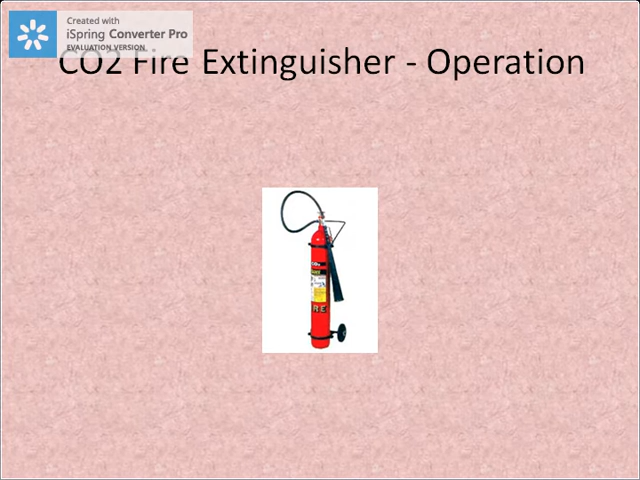 Created with
iSpring Converter Pro
EVALUATION VERSION
CO2 Fire Extinguisher - Operation